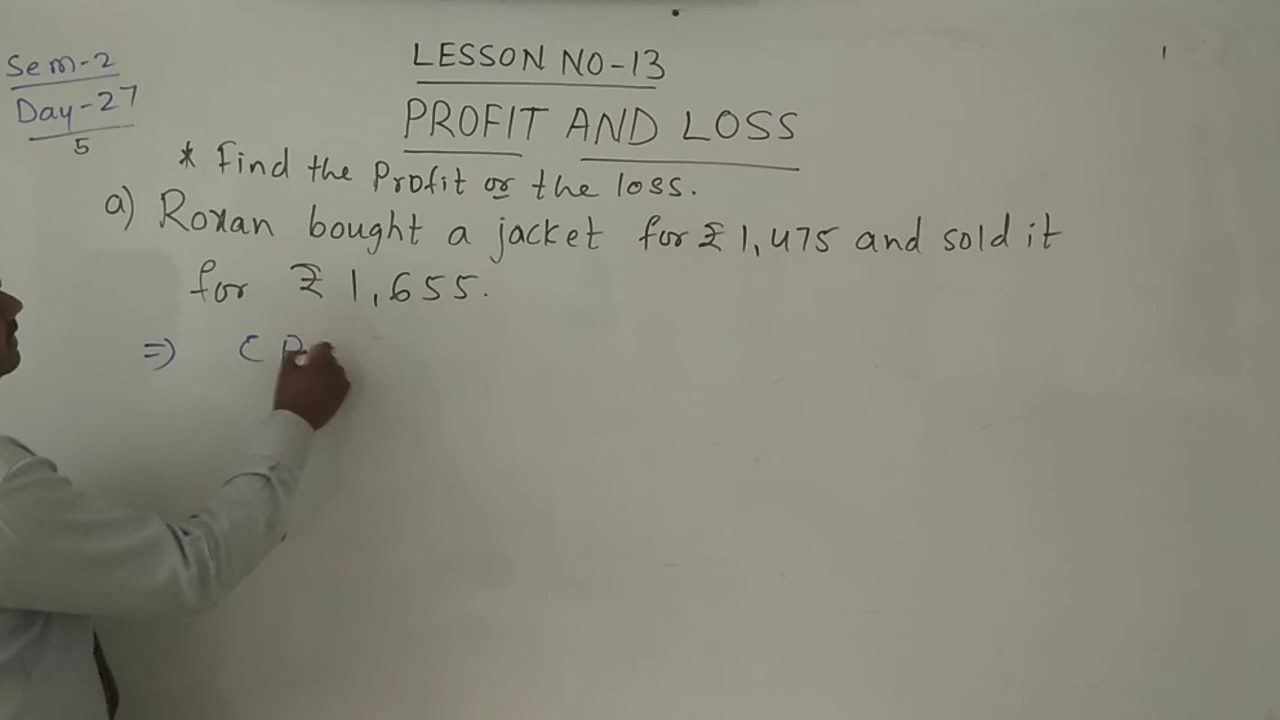 Sem-2
Day-27
5
LESSON NO-13
PROFIT AND LOSS
* Find the Profit or the loss.
a) Roxan bought a jacket for ₹ 1,475 and sold it
for ₹ 1,655.
⇒ C P